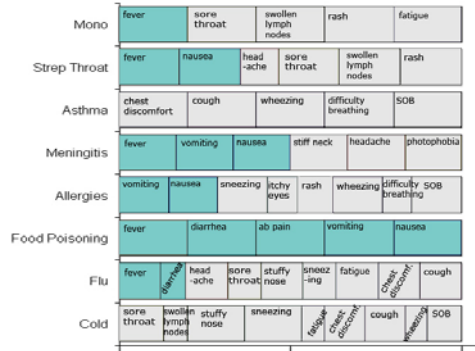 Mono
fever
sore
throat
swollen
lymph
nodes
rash
fatigue
Strep Throat
fever
nausea
head
-ache
sore
throat
swollen
lymph
nodes
rash
Asthma
chest
discomfort
cough
wheezing
difficulty
breathing
SOB
Meningitis
fever
vomiting
nausea
stiff neck
headache
photophobia
Allergies
vomiting
nausea
sneezing
itchy
eyes
rash
wheezing
difficulty
breathing
SOB
Food Poisoning
fever
diarrhea
ab pain
vomiting
nausea
Flu
fever
diarrhea
head
-ache
sore
throat
stuffy
nose
sneez
-ing
fatigue
chest
discomf.
cough
Cold
sore
throat
swollen
lymph
nodes
stuffy
nose
sneezing
fatigue
chest
discomf.
cough
wheezing
SOB